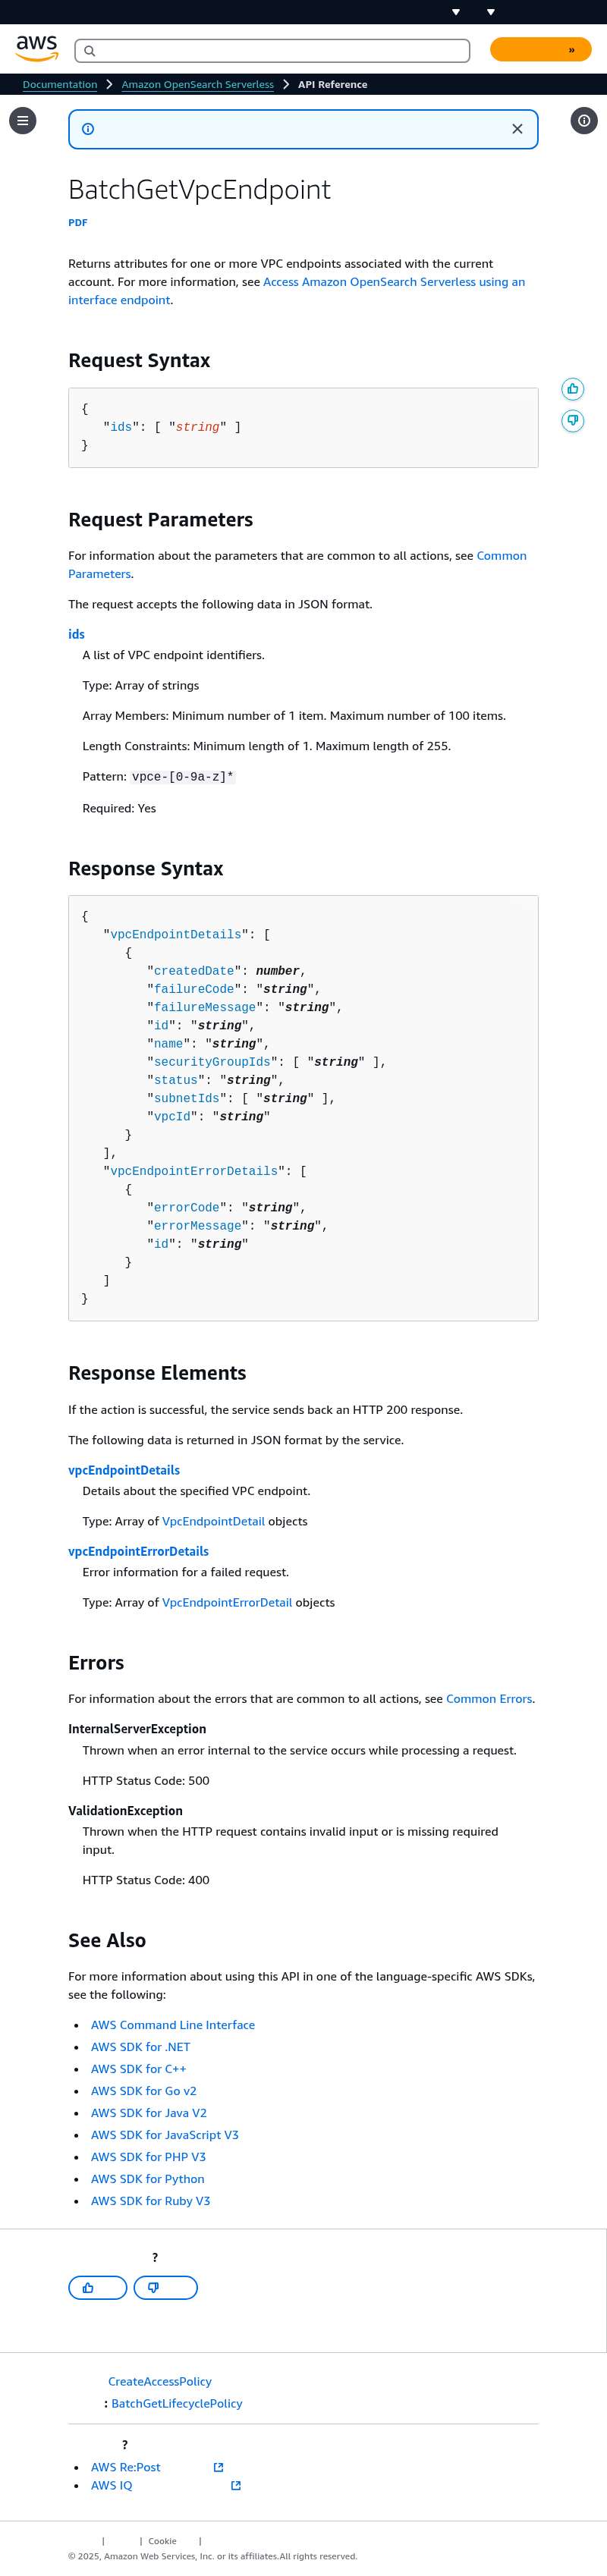 aws
»
Documentation > Amazon OpenSearch Serverless > API Reference
BatchGetVpcEndpoint
PDF
Returns attributes for one or more VPC endpoints associated with the current
account. For more information, see Access Amazon OpenSearch Serverless using an
interface endpoint.
Request Syntax
{
   "ids": [ "string" ]
}
Request Parameters
For information about the parameters that are common to all actions, see Common
Parameters.
The request accepts the following data in JSON format.
ids
A list of VPC endpoint identifiers.
Type: Array of strings
Array Members: Minimum number of 1 item. Maximum number of 100 items.
Length Constraints: Minimum length of 1. Maximum length of 255.
Pattern: vpce-[0-9a-z]*
Required: Yes
Response Syntax
{
   "vpcEndpointDetails": [
      {
         "createdDate": number,
         "failureCode": "string",
         "failureMessage": "string",
         "id": "string",
         "name": "string",
         "securityGroupIds": [ "string" ],
         "status": "string",
         "subnetIds": [ "string" ],
         "vpcId": "string"
      }
   ],
   "vpcEndpointErrorDetails": [
      {
         "errorCode": "string",
         "errorMessage": "string",
         "id": "string"
      }
   ]
}
Response Elements
If the action is successful, the service sends back an HTTP 200 response.
The following data is returned in JSON format by the service.
vpcEndpointDetails
Details about the specified VPC endpoint.
Type: Array of VpcEndpointDetail objects
vpcEndpointErrorDetails
Error information for a failed request.
Type: Array of VpcEndpointErrorDetail objects
Errors
For information about the errors that are common to all actions, see Common Errors.
InternalServerException
Thrown when an error internal to the service occurs while processing a request.
HTTP Status Code: 500
ValidationException
Thrown when the HTTP request contains invalid input or is missing required
input.
HTTP Status Code: 400
See Also
For more information about using this API in one of the language-specific AWS SDKs,
see the following:
• AWS Command Line Interface
• AWS SDK for .NET
• AWS SDK for C++
• AWS SDK for Go v2
• AWS SDK for Java V2
• AWS SDK for JavaScript V3
• AWS SDK for PHP V3
• AWS SDK for Python
• AWS SDK for Ruby V3
?
CreateAccessPolicy
: BatchGetLifecyclePolicy
?
• AWS Re:Post
• AWS IQ
| | Cookie |
© 2025, Amazon Web Services, Inc. or its affiliates.All rights reserved.